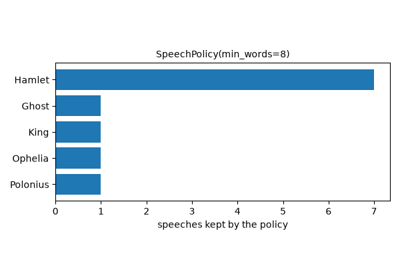 SpeechPolicy(min_words=8)
Hamlet
Ghost
King
Ophelia
Polonius
0 1 2 3 4 5 6 7
speeches kept by the policy